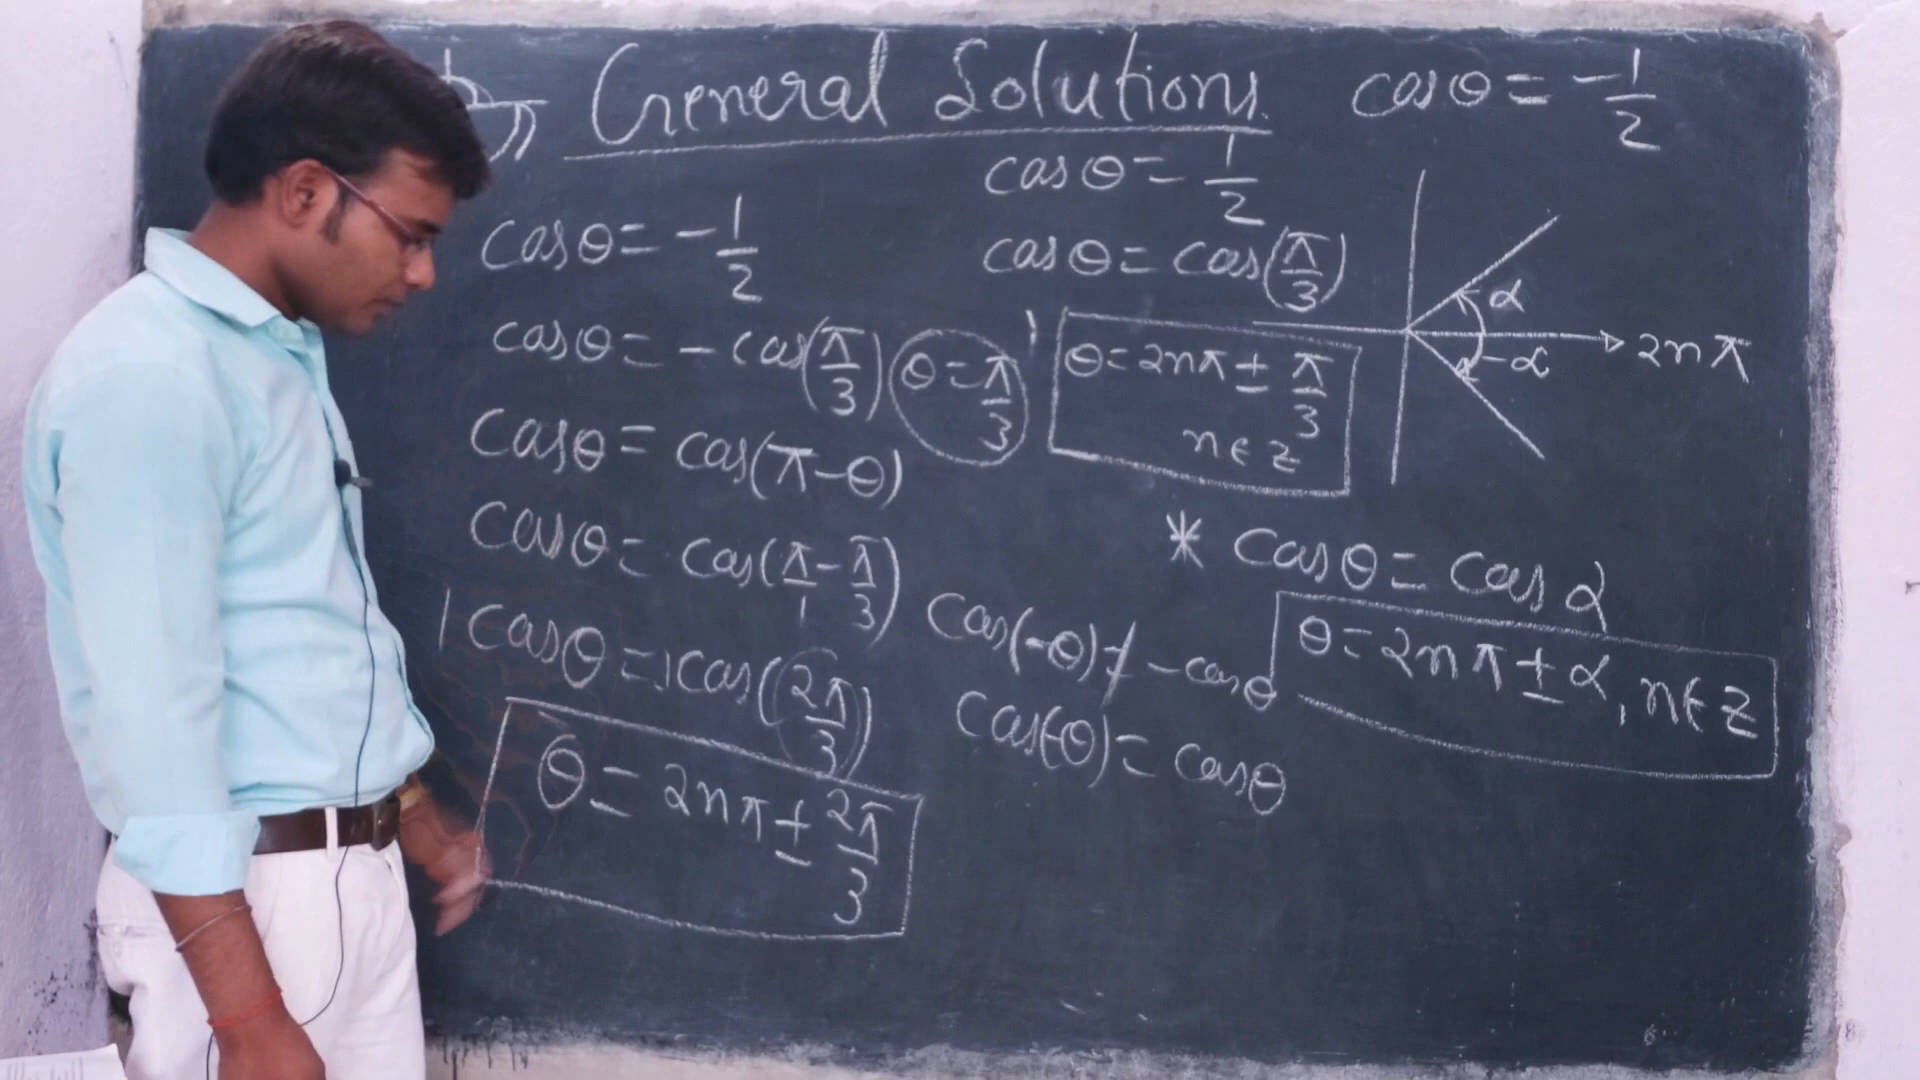 General Solutions.
cosθ = -1/2
cosθ = 1/2
cosθ = cos(π/3)
θ = 2nπ ± π/3
n∈z
α
-α
2nπ
cosθ = -1/2
cosθ = -cos(π/3)
θ = π/3
cosθ = cos(π-θ)
cosθ = cos(π/1 - π/3)
cosθ = cos(2π/3)
θ = 2nπ ± 2π/3
cos(-θ) ≠ -cosθ
cos(-θ) = cosθ
* cosθ = cos α
θ = 2nπ ± α, n∈z